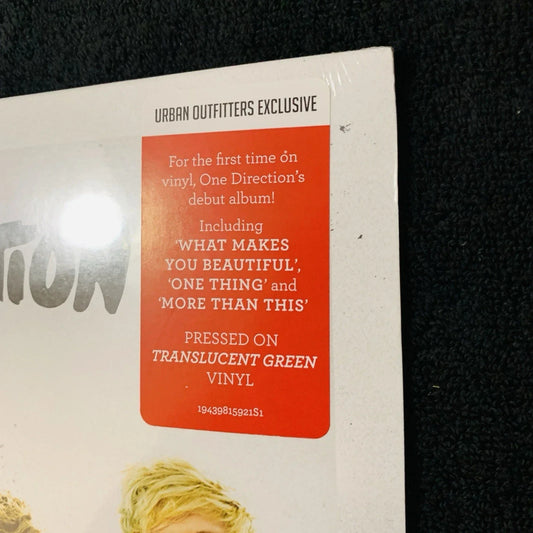 URBAN OUTFITTERS EXCLUSIVE
For the first time on
vinyl, One Direction's
debut album!
Including
'WHAT MAKES
YOU BEAUTIFUL',
'ONE THING' and
'MORE THAN THIS'
PRESSED ON
TRANSLUCENT GREEN
VINYL
19439815921S1
TION